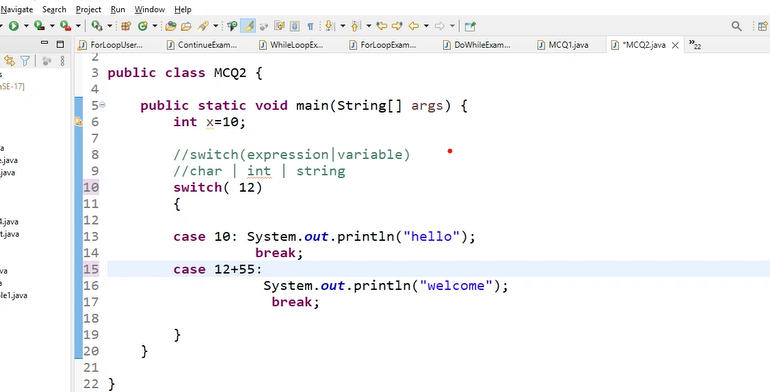 Navigate Search Project Run Window Help
ForLoopUser... ContinueExam... WhileLoopEx... ForLoopExam... DoWhileExam... MCQ1.java *MCQ2.java 22
aSE-17]
2
3 public class MCQ2 {
4
5 public static void main(String[] args) {
6 int x=10;
7
8 //switch(expression|variable)
9 //char | int | string
10 switch( 12)
11 {
12
13 case 10: System.out.println("hello");
14 break;
15 case 12+55:
16 System.out.println("welcome");
17 break;
18
19 }
20 }
21
22 }